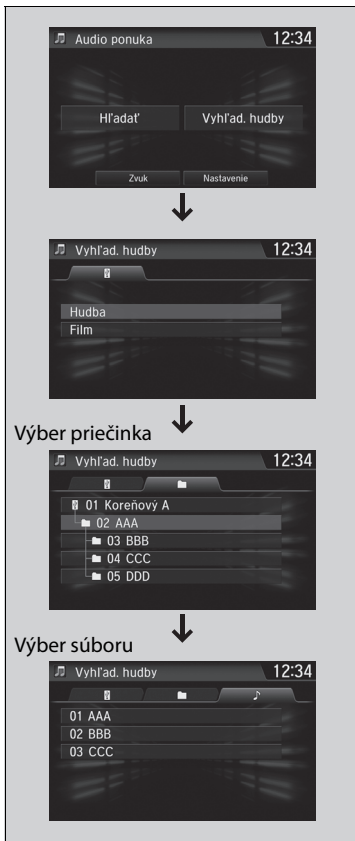 Audio ponuka 12:34
Hľadať Vyhľad. hudby
Zvuk Nastavenie
Vyhľad. hudby 12:34
Hudba
Film
Výber priečinka
Vyhľad. hudby 12:34
01 Koreňový A
02 AAA
03 BBB
04 CCC
05 DDD
Výber súboru
Vyhľad. hudby 12:34
01 AAA
02 BBB
03 CCC